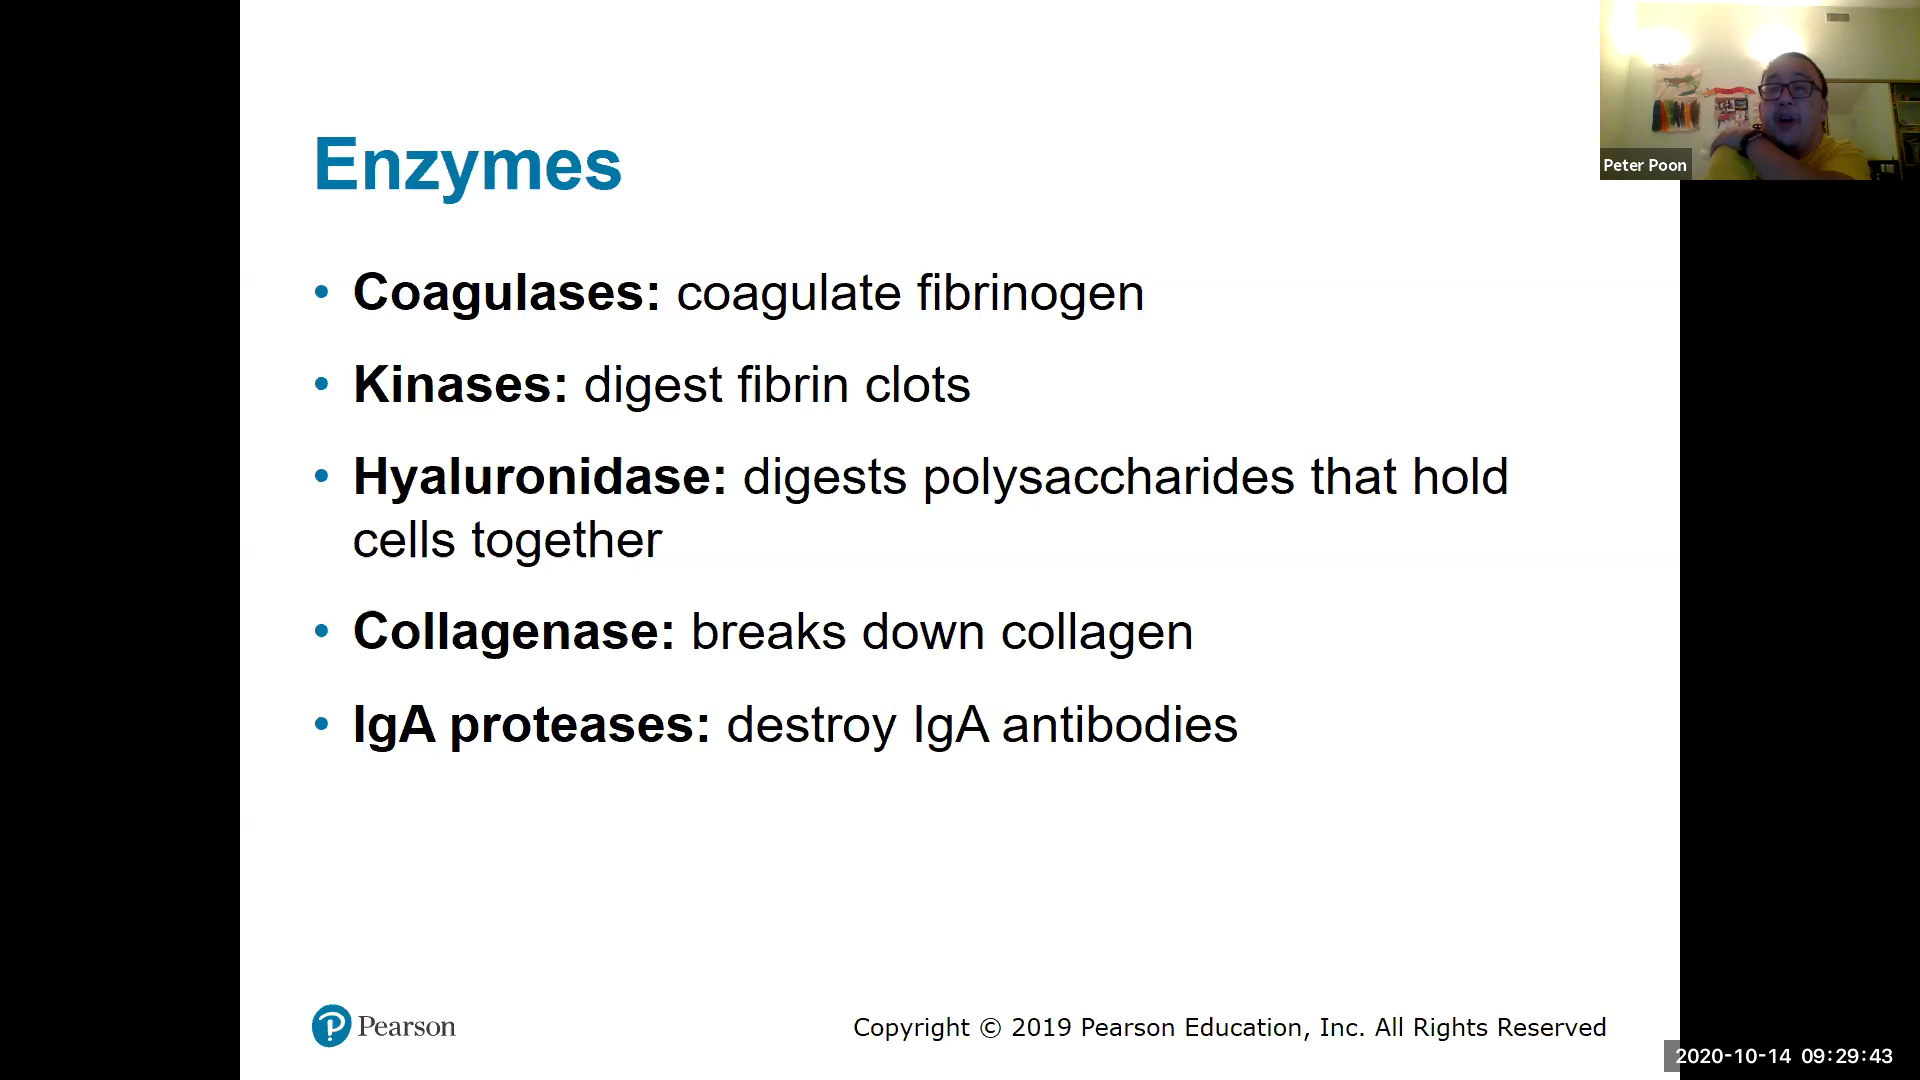 Peter Poon
Enzymes
• Coagulases: coagulate fibrinogen
• Kinases: digest fibrin clots
• Hyaluronidase: digests polysaccharides that hold
cells together
• Collagenase: breaks down collagen
• IgA proteases: destroy IgA antibodies
Pearson
Copyright © 2019 Pearson Education, Inc. All Rights Reserved
2020-10-14 09:29:43